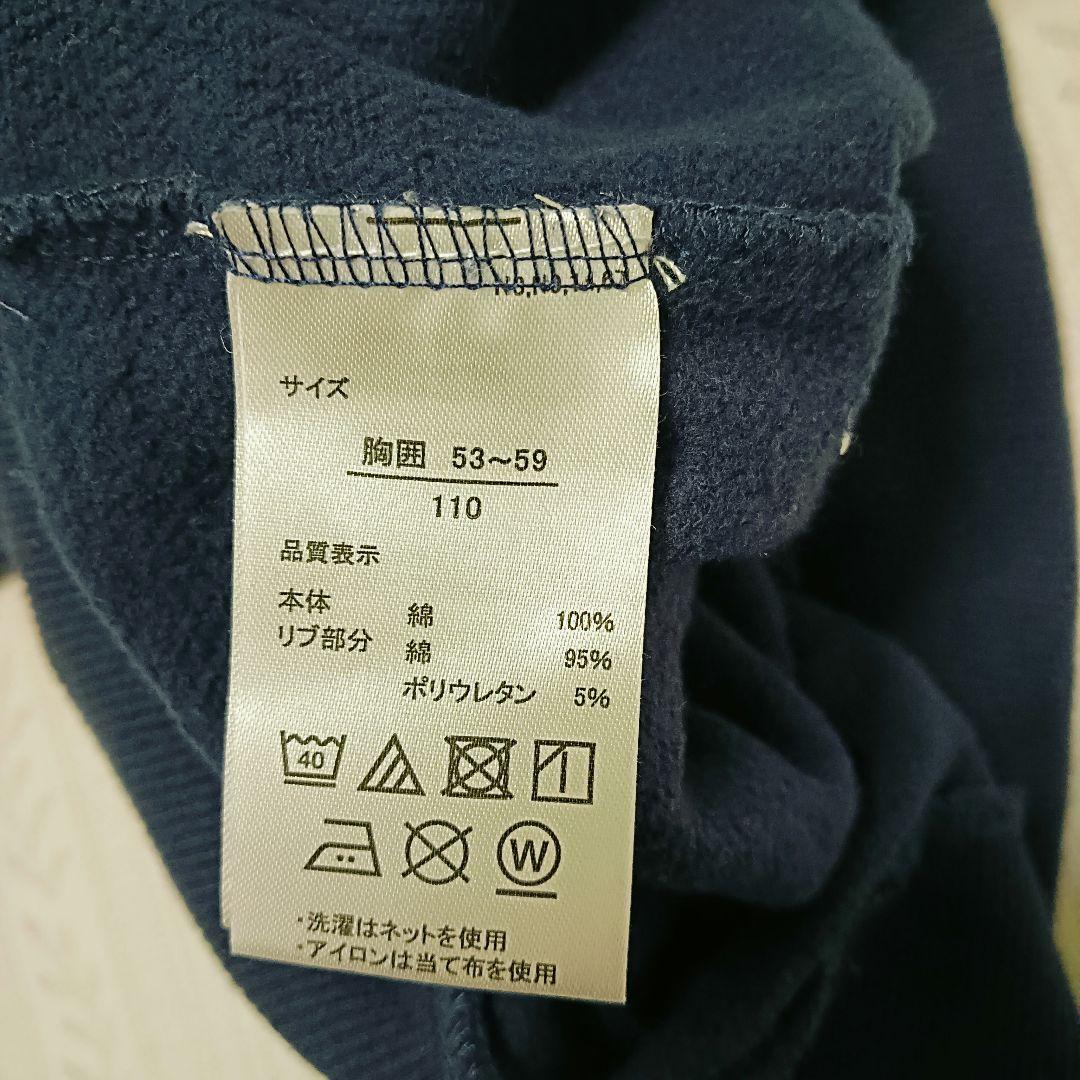 サイズ
胸囲 53～59
110
品質表示
本体 綿 100%
リブ部分 綿 95%
ポリウレタン 5%
40
W
・洗濯はネットを使用
・アイロンは当て布を使用